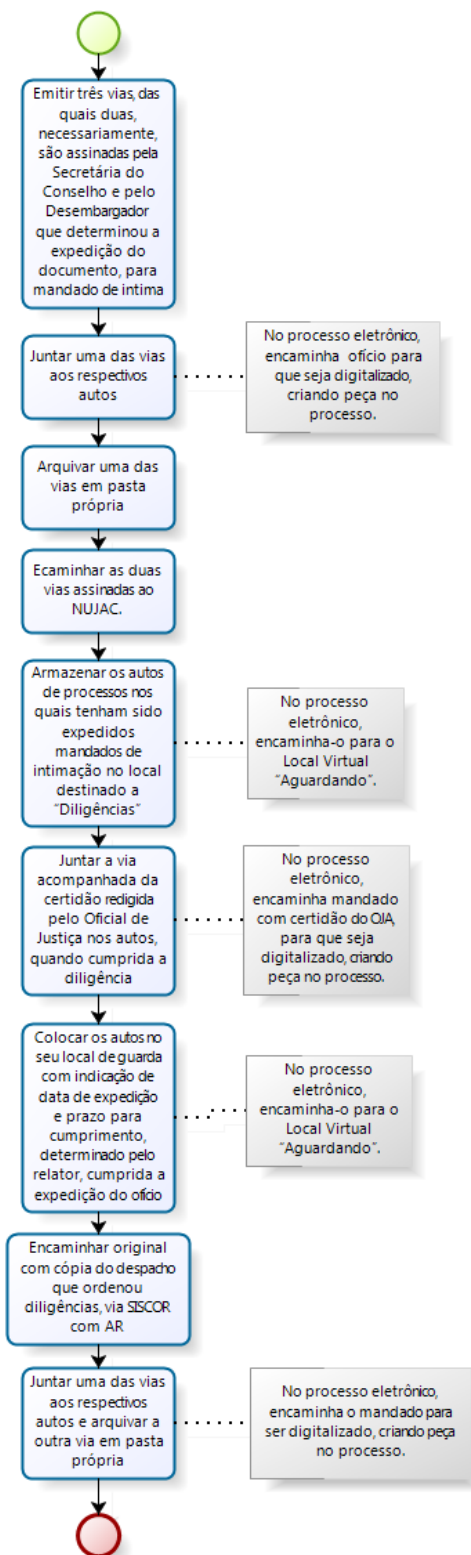 Emitir três vias, das
quais duas,
necessariamente,
são assinadas pela
Secretária do
Conselho e pelo
Desembargador
que determinou a
expedição do
documento, para
mandado de intima
Juntar uma das vias
aos respectivos
autos
No processo eletrônico,
encaminha ofício para
que seja digitalizado,
criando peça no
processo.
Arquivar uma das
vias em pasta
própria
Ecaminhar as duas
vias assinadas ao
NUJAC.
Armazenar os autos
de processos nos
quais tenham sido
expedidos
mandados de
intimação no local
destinado a
“Diligências”
No processo
eletrônico,
encaminha-o para o
Local Virtual
“Aguardando”.
Juntar a via
acompanhada da
certidão redigida
pelo Oficial de
Justiça nos autos,
quando cumprida a
diligência
No processo
eletrônico,
encaminha mandado
com certidão do OJA,
para que seja
digitalizado, criando
peça no processo.
Colocar os autos no
seu local de guarda
com indicação de
data de expedição
e prazo para
cumprimento,
determinado pelo
relator, cumprida a
expedição do ofício
No processo
eletrônico,
encaminha-o para o
Local Virtual
“Aguardando”.
Encaminhar original
com cópia do despacho
que ordenou
diligências, via SISCOR
com AR
Juntar uma das vias
aos respectivos
autos e arquivar a
outra via em pasta
própria
No processo eletrônico,
encaminha o mandado para
ser digitalizado, criando peça
no processo.